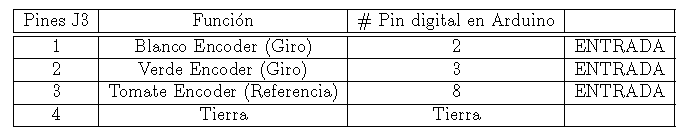 Pines J3 Función # Pin digital en Arduino
1 Blanco Encoder (Giro) 2 ENTRADA
2 Verde Encoder (Giro) 3 ENTRADA
3 Tomate Encoder (Referencia) 8 ENTRADA
4 Tierra Tierra